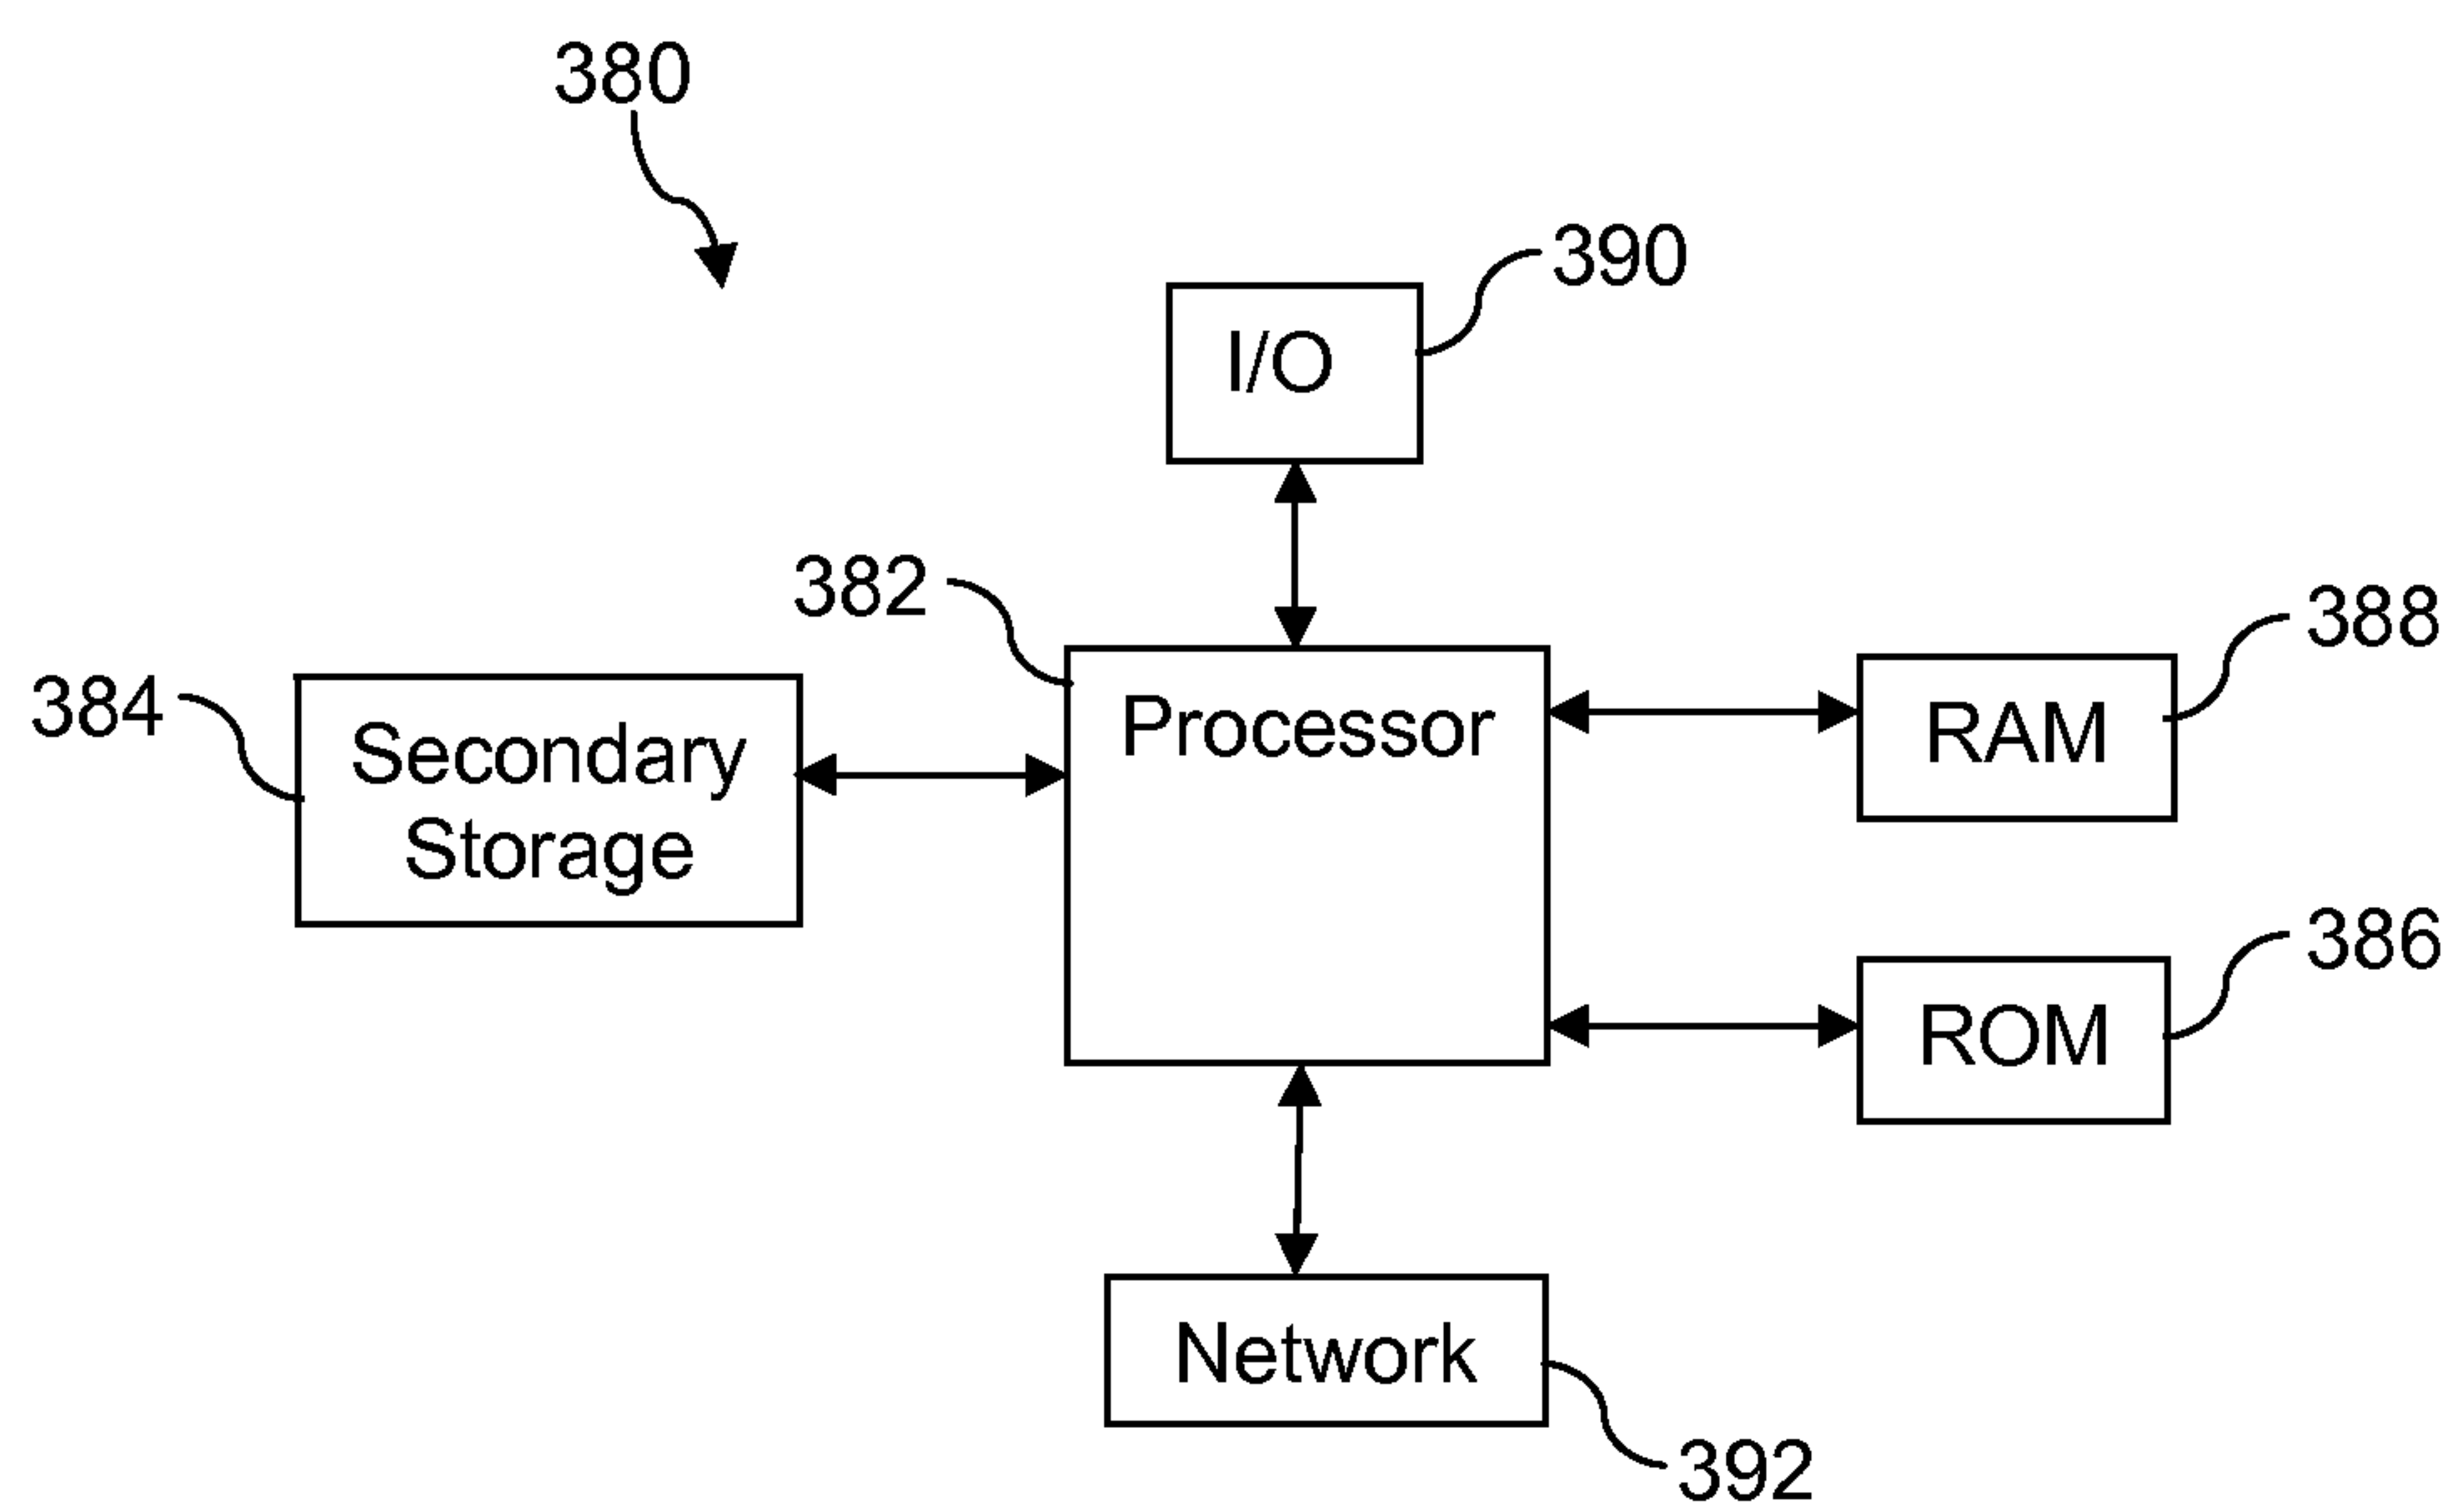 380
390
I/O
382
388
384
Processor
RAM
Secondary
Storage
386
ROM
Network
392